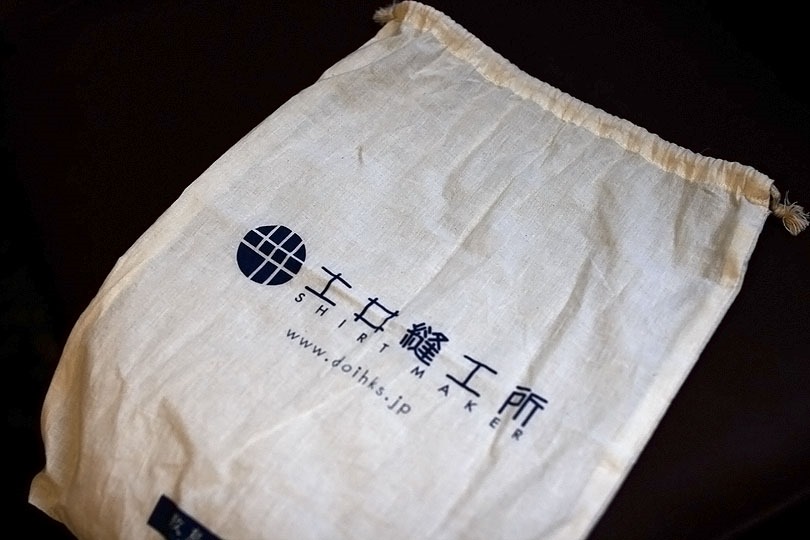 土井縫工所
SHIRT MAKER
www.doihks.jp